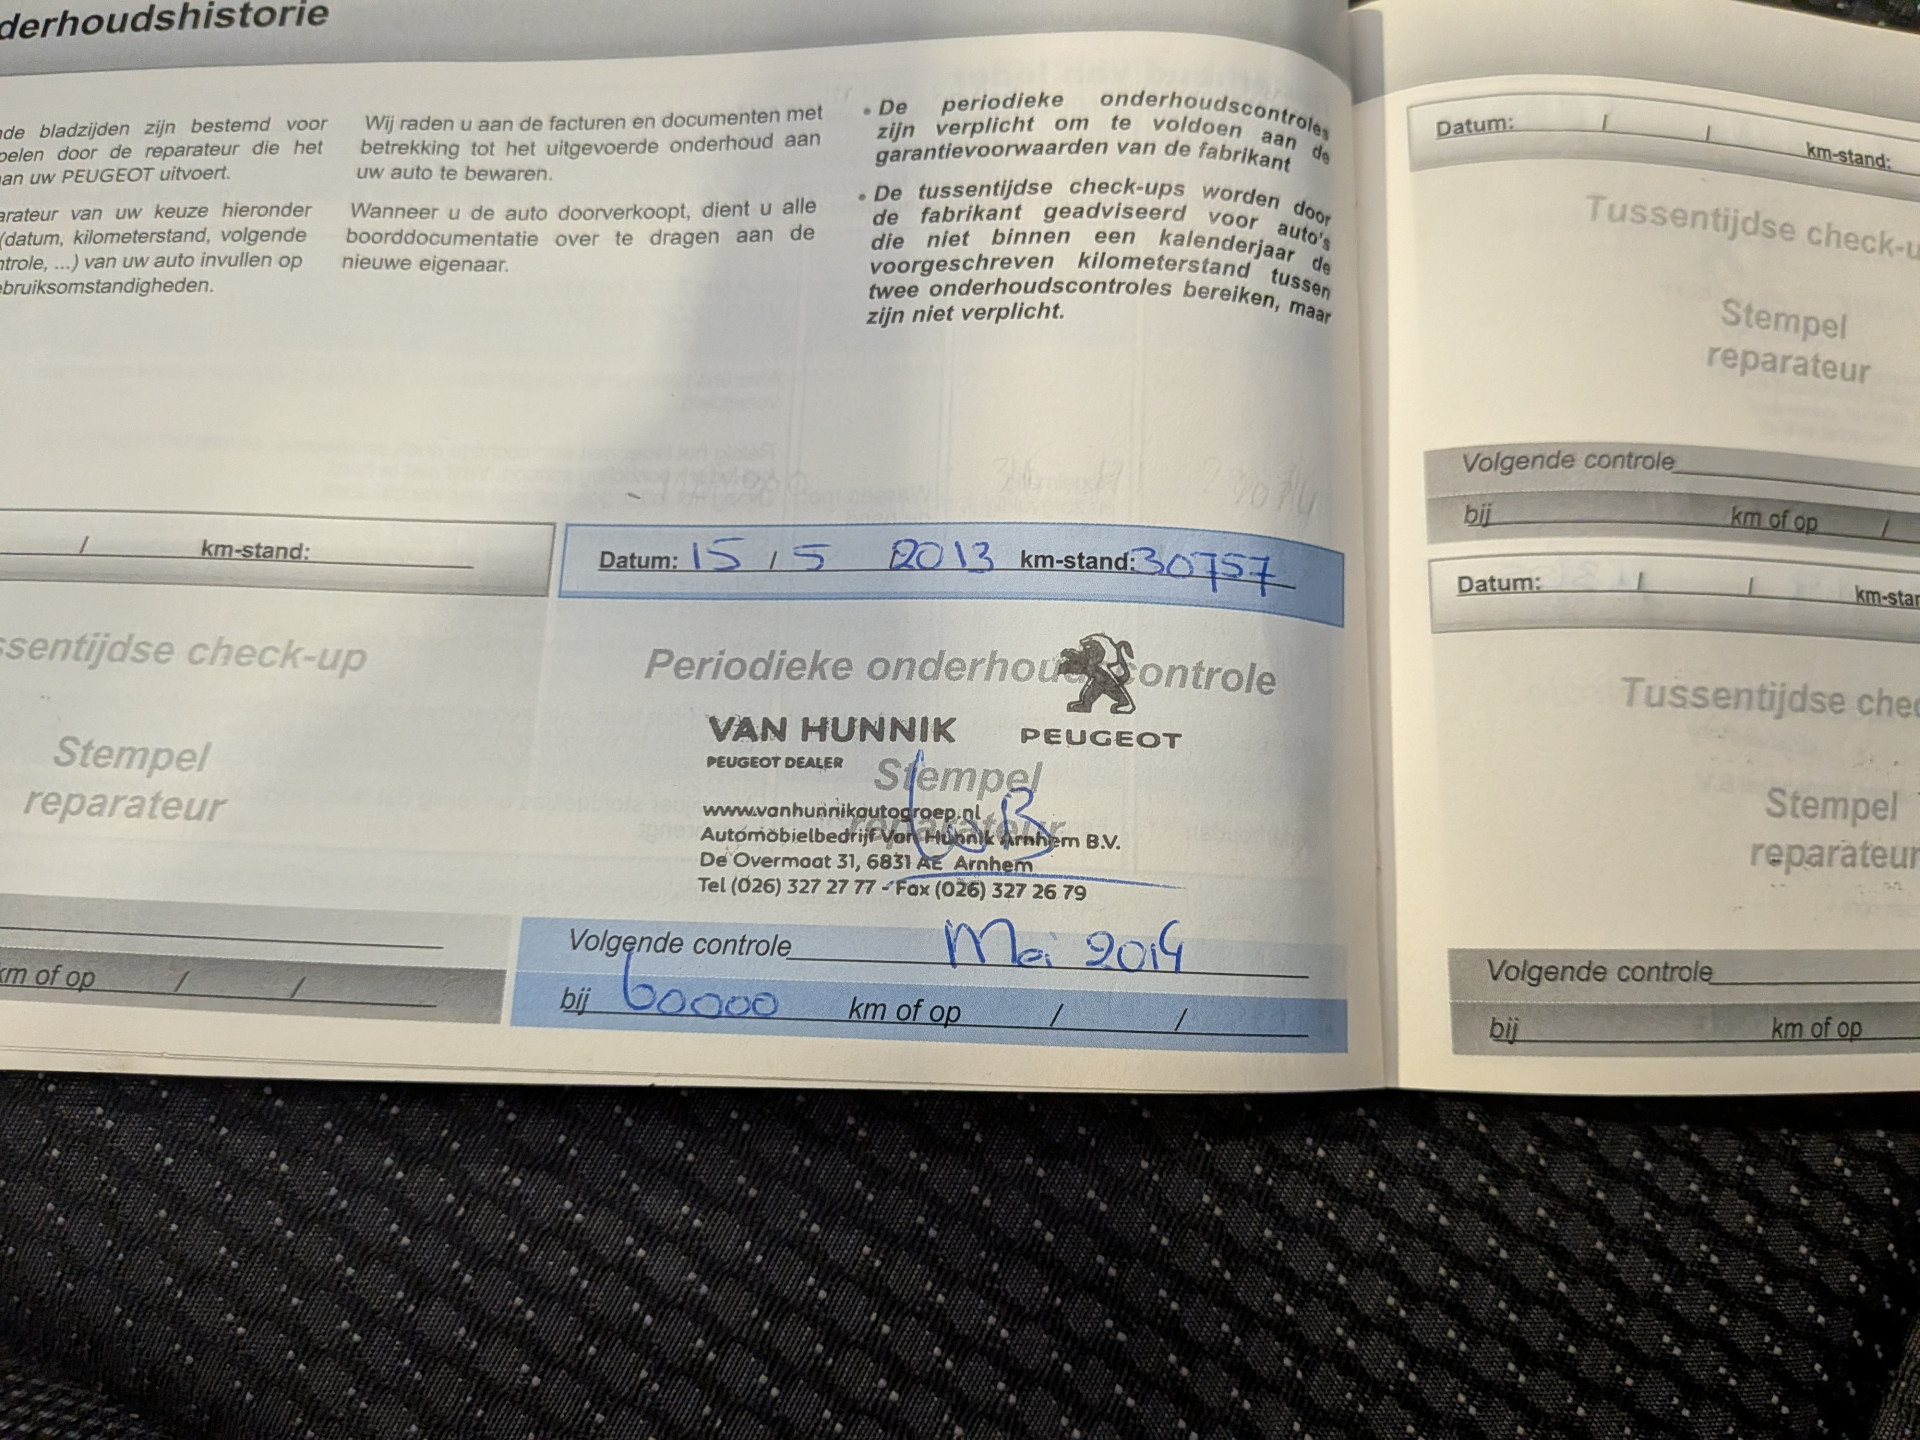 derhoudshistorie
de bladzijden zijn bestemd voor
pelen door de reparateur die het
an uw PEUGEOT uitvoert.
arateur van uw keuze hieronder
(datum, kilometerstand, volgende
ntrole, ...) van uw auto invullen op
ebruiksomstandigheden.
Wij raden u aan de facturen en documenten met
betrekking tot het uitgevoerde onderhoud aan
uw auto te bewaren.
Wanneer u de auto doorverkoopt, dient u alle
boorddocumentatie over te dragen aan de
nieuwe eigenaar.
• De periodieke onderhoudscontroles
zijn verplicht om te voldoen aan de
garantievoorwaarden van de fabrikant
• De tussentijdse check-ups worden door
de fabrikant geadviseerd voor auto's
die niet binnen een kalenderjaar de
voorgeschreven kilometerstand tussen
twee onderhoudscontroles bereiken, maar
zijn niet verplicht.
/ km-stand:
ssentijdse check-up
Stempel
reparateur
km of op / /
Datum: 15 / 5 2013 km-stand: 30757
Periodieke onderhoudscontrole
VAN HUNNIK
PEUGEOT DEALER
PEUGEOT
Stempel
reparateur
www.vanhunnikautogroep.nl
Automobielbedrijf Van Hunnik Arnhem B.V.
De Overmaat 31, 6831 AE Arnhem
Tel (026) 327 27 77 - Fax (026) 327 26 79
Volgende controle Mei 2014
bij 60000 km of op / /
Datum: / / km-stand:
Tussentijdse check-u
Stempel
reparateur
Volgende controle
bij km of op /
Datum: / / km-star
Tussentijdse chec
Stempel
reparateur
Volgende controle
bij km of op